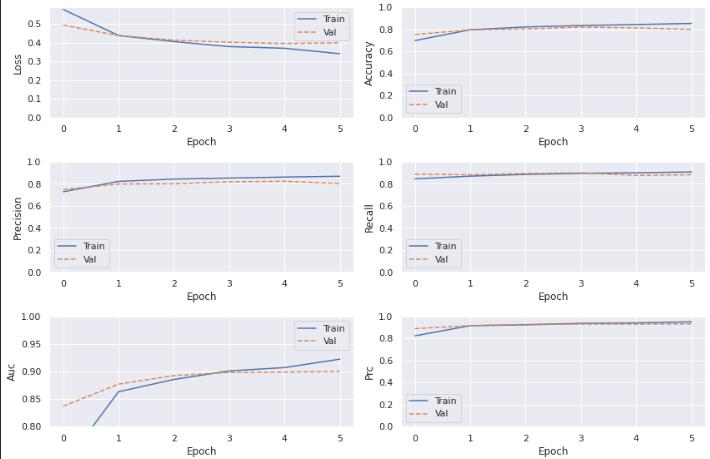 0.5
0.4
0.3
0.2
0.1
0.0
Loss
0 1 2 3 4 5
Epoch
Train
Val
1.0
0.8
0.6
0.4
0.2
0.0
Accuracy
0 1 2 3 4 5
Epoch
Train
Val
1.0
0.8
0.6
0.4
0.2
0.0
Precision
0 1 2 3 4 5
Epoch
Train
Val
1.0
0.8
0.6
0.4
0.2
0.0
Recall
0 1 2 3 4 5
Epoch
Train
Val
1.00
0.95
0.90
0.85
0.80
Auc
0 1 2 3 4 5
Epoch
Train
Val
1.0
0.8
0.6
0.4
0.2
0.0
Prc
0 1 2 3 4 5
Epoch
Train
Val